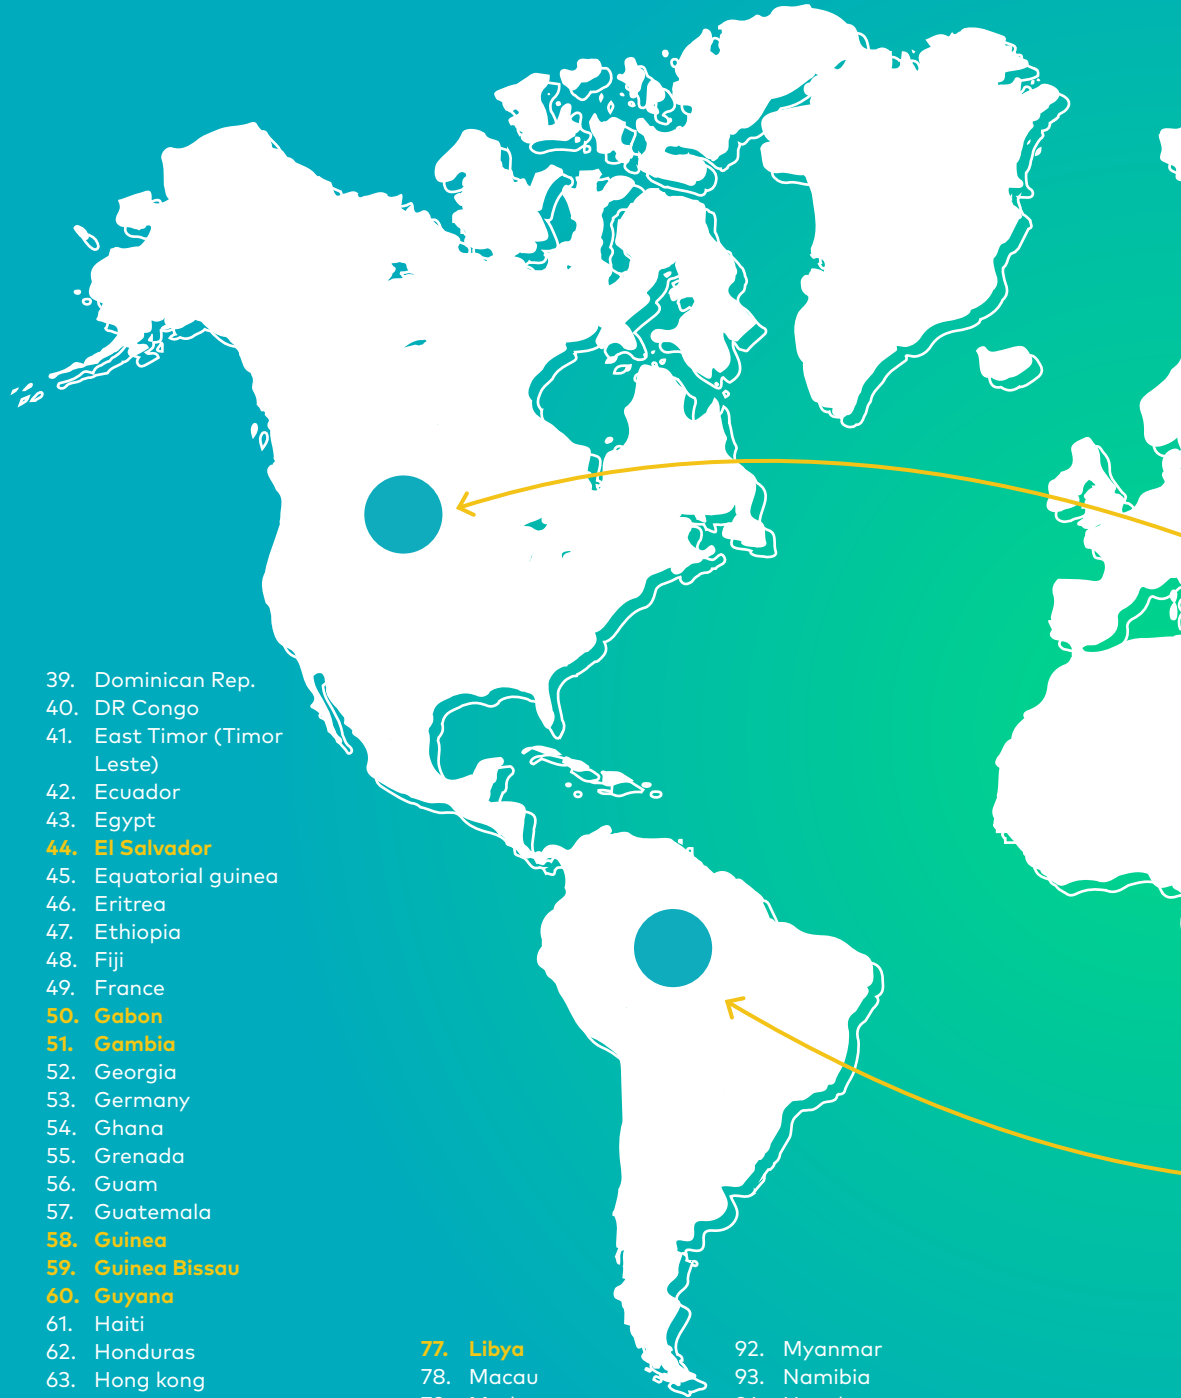 39. Dominican Rep.
40. DR Congo
41. East Timor (Timor
Leste)
42. Ecuador
43. Egypt
44. El Salvador
45. Equatorial guinea
46. Eritrea
47. Ethiopia
48. Fiji
49. France
50. Gabon
51. Gambia
52. Georgia
53. Germany
54. Ghana
55. Grenada
56. Guam
57. Guatemala
58. Guinea
59. Guinea Bissau
60. Guyana
61. Haiti
62. Honduras
63. Hong kong
77. Libya
78. Macau
92. Myanmar
93. Namibia